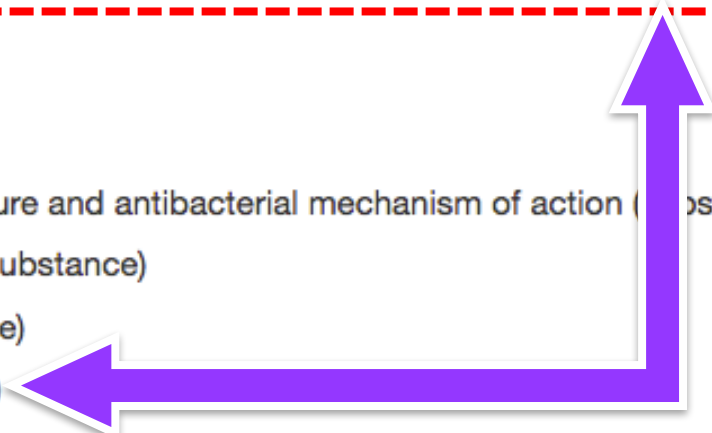 ure and antibacterial mechanism of action (
ubstance)
e)